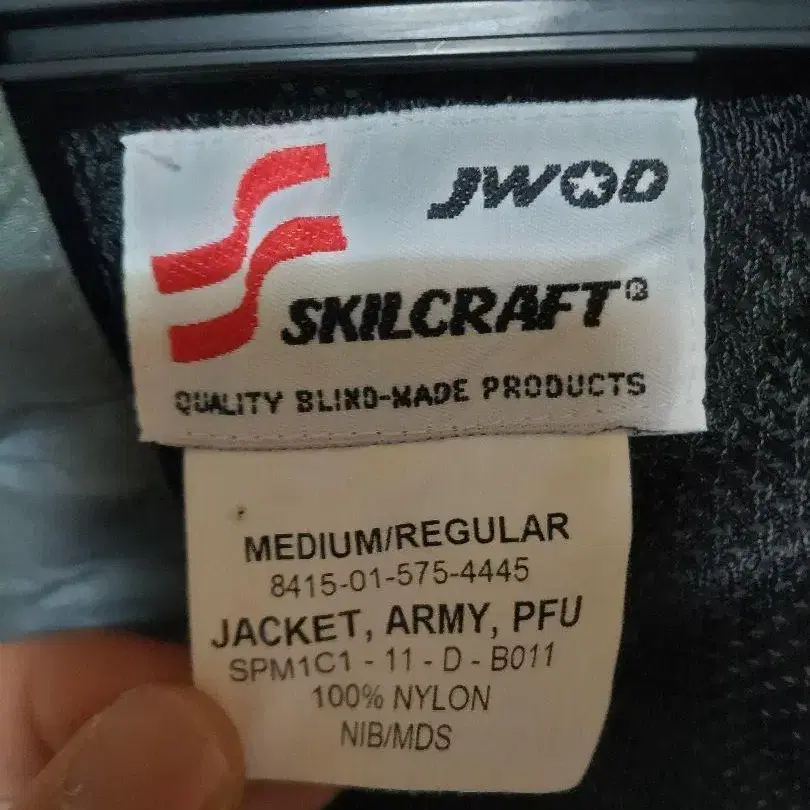 JWOD
SKILCRAFT®
QUALITY BLIND-MADE PRODUCTS
MEDIUM/REGULAR
8415-01-575-4445
JACKET, ARMY, PFU
SPM1C1 - 11 - D - B011
100% NYLON
NIB/MDS